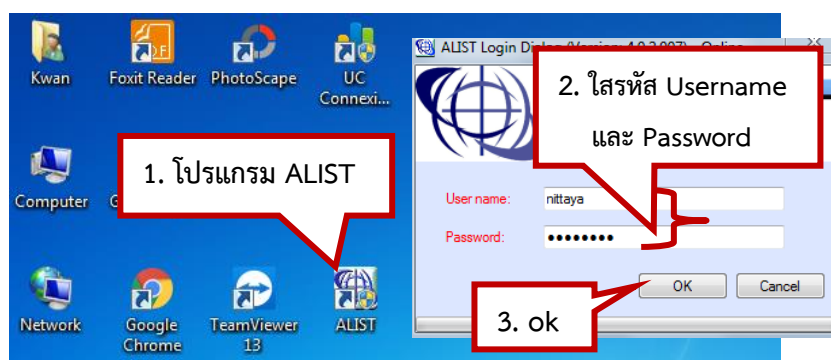 Kwan
Foxit Reader
PhotoScape
UC
Connexi...
ALIST Login
2. ใสรหัส Username
และ Password
1. โปรแกรม ALIST
Computer
User name:
nittaya
Password:
OK
Cancel
3. ok
Network
Google
Chrome
TeamViewer
13
ALIST